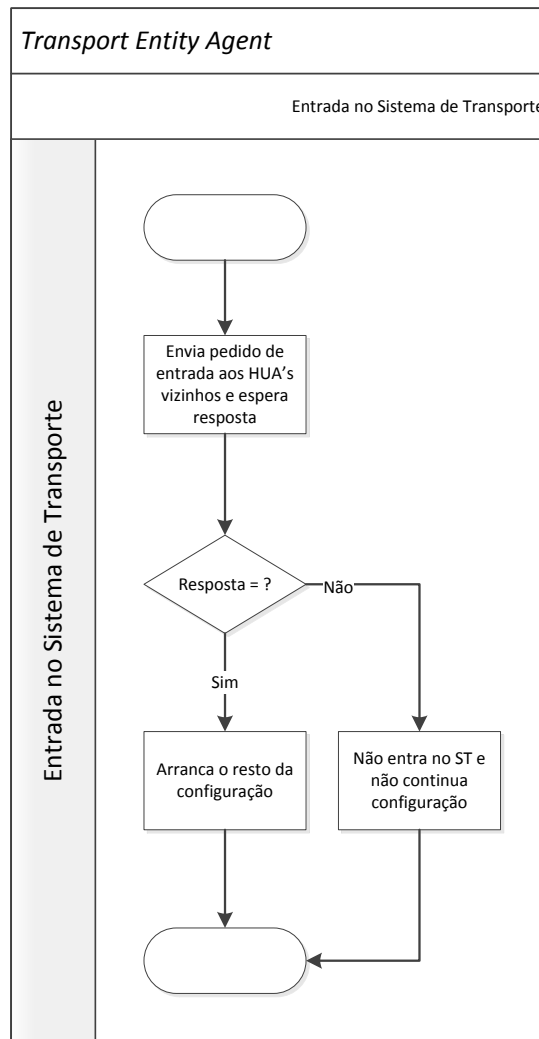 Transport Entity Agent
Entrada no Sistema de Transporte
Entrada no Sistema de Transporte
Envia pedido de
entrada aos HUA's
vizinhos e espera
resposta
Resposta = ?
Não
Sim
Arranca o resto da
configuração
Não entra no ST e
não continua
configuração